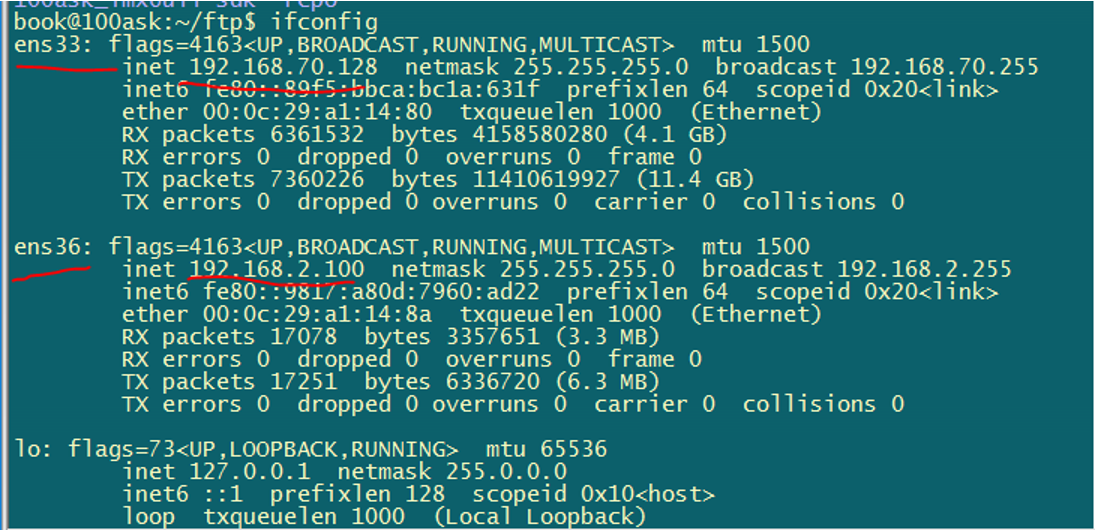 book@100ask:~/ftp$ ifconfig
ens33: flags=4163<UP,BROADCAST,RUNNING,MULTICAST>  mtu 1500
        inet 192.168.70.128  netmask 255.255.255.0  broadcast 192.168.70.255
        inet6 fe80::89f5:bbca:bc1a:631f  prefixlen 64  scopeid 0x20<link>
        ether 00:0c:29:a1:14:80  txqueuelen 1000  (Ethernet)
        RX packets 6361532  bytes 4158580280 (4.1 GB)
        RX errors 0  dropped 0  overruns 0  frame 0
        TX packets 7360226  bytes 11410619927 (11.4 GB)
        TX errors 0  dropped 0 overruns 0  carrier 0  collisions 0

ens36: flags=4163<UP,BROADCAST,RUNNING,MULTICAST>  mtu 1500
        inet 192.168.2.100  netmask 255.255.255.0  broadcast 192.168.2.255
        inet6 fe80::9817:a80d:7960:ad22  prefixlen 64  scopeid 0x20<link>
        ether 00:0c:29:a1:14:8a  txqueuelen 1000  (Ethernet)
        RX packets 17078  bytes 3357651 (3.3 MB)
        RX errors 0  dropped 0  overruns 0  frame 0
        TX packets 17251  bytes 6336720 (6.3 MB)
        TX errors 0  dropped 0 overruns 0  carrier 0  collisions 0

lo: flags=73<UP,LOOPBACK,RUNNING>  mtu 65536
        inet 127.0.0.1  netmask 255.0.0.0
        inet6 ::1  prefixlen 128  scopeid 0x10<host>
        loop  txqueuelen 1000  (Local Loopback)